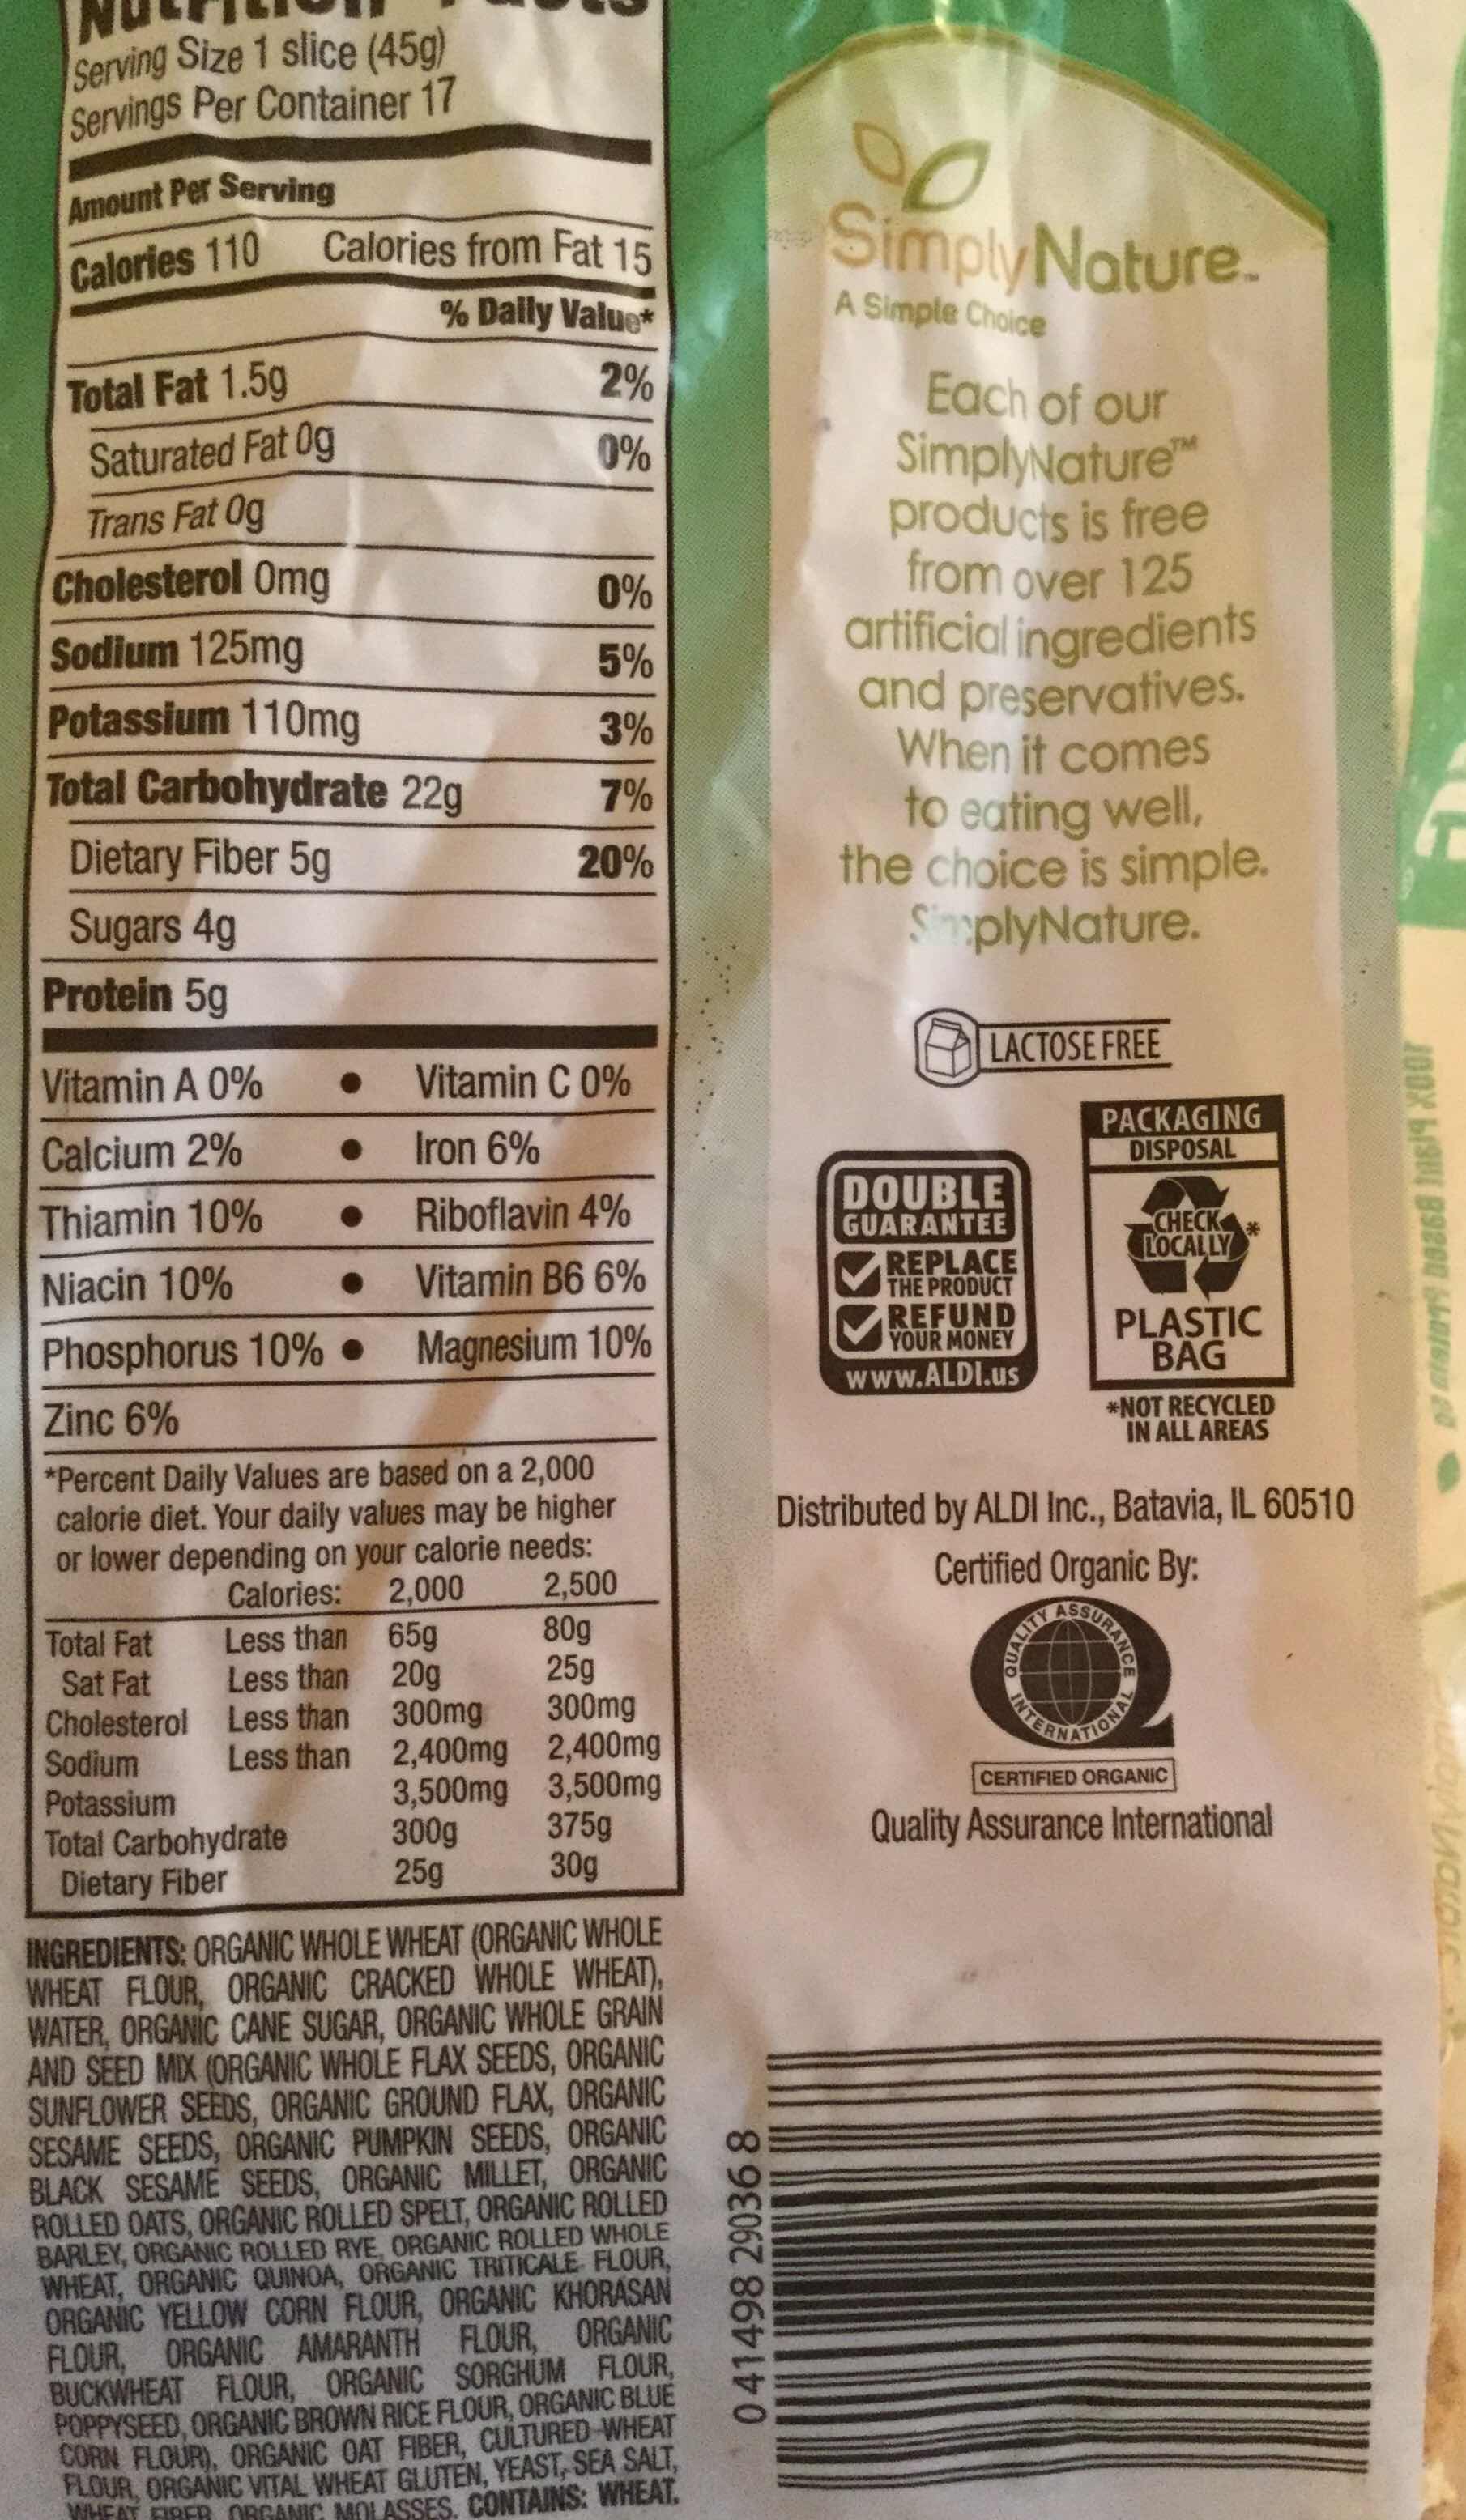 Nutrition Facts
Serving Size 1 slice (45g)
Servings Per Container 17
Amount Per Serving
Calories 110 Calories from Fat 15
% Daily Value*
Total Fat 1.5g 2%
Saturated Fat 0g 0%
Trans Fat 0g
Cholesterol 0mg 0%
Sodium 125mg 5%
Potassium 110mg 3%
Total Carbohydrate 22g 7%
Dietary Fiber 5g 20%
Sugars 4g
Protein 5g
Vitamin A 0% • Vitamin C 0%
Calcium 2% • Iron 6%
Thiamin 10% • Riboflavin 4%
Niacin 10% • Vitamin B6 6%
Phosphorus 10% • Magnesium 10%
Zinc 6%
*Percent Daily Values are based on a 2,000
calorie diet. Your daily values may be higher
or lower depending on your calorie needs:
Calories: 2,000 2,500
Total Fat Less than 65g 80g
Sat Fat Less than 20g 25g
Cholesterol Less than 300mg 300mg
Sodium Less than 2,400mg 2,400mg
Potassium 3,500mg 3,500mg
Total Carbohydrate 300g 375g
Dietary Fiber 25g 30g
INGREDIENTS: ORGANIC WHOLE WHEAT (ORGANIC WHOLE
WHEAT FLOUR, ORGANIC CRACKED WHOLE WHEAT),
WATER, ORGANIC CANE SUGAR, ORGANIC WHOLE GRAIN
AND SEED MIX (ORGANIC WHOLE FLAX SEEDS, ORGANIC
SUNFLOWER SEEDS, ORGANIC GROUND FLAX, ORGANIC
SESAME SEEDS, ORGANIC PUMPKIN SEEDS, ORGANIC
BLACK SESAME SEEDS, ORGANIC MILLET, ORGANIC
ROLLED OATS, ORGANIC ROLLED SPELT, ORGANIC ROLLED
BARLEY, ORGANIC ROLLED RYE, ORGANIC ROLLED WHOLE
WHEAT, ORGANIC QUINOA, ORGANIC TRITICALE FLOUR,
ORGANIC YELLOW CORN FLOUR, ORGANIC KHORASAN
FLOUR, ORGANIC AMARANTH FLOUR, ORGANIC
BUCKWHEAT FLOUR, ORGANIC SORGHUM FLOUR,
POPPYSEED, ORGANIC BROWN RICE FLOUR, ORGANIC BLUE
CORN FLOUR), ORGANIC OAT FIBER, CULTURED WHEAT
FLOUR, ORGANIC VITAL WHEAT GLUTEN, YEAST, SEA SALT,
WHEAT FIBER, ORGANIC MOLASSES. CONTAINS: WHEAT.
SimplyNature™
A Simple Choice
Each of our
SimplyNature™
products is free
from over 125
artificial ingredients
and preservatives.
When it comes
to eating well,
the choice is simple.
SimplyNature.
LACTOSE FREE
DOUBLE
GUARANTEE
REPLACE
THE PRODUCT
REFUND
YOUR MONEY
www.ALDI.us
PACKAGING
DISPOSAL
CHECK
LOCALLY*
PLASTIC
BAG
*NOT RECYCLED
IN ALL AREAS
Distributed by ALDI Inc., Batavia, IL 60510
Certified Organic By:
QUALITY ASSURANCE
INTERNATIONAL
CERTIFIED ORGANIC
Quality Assurance International
0 41498 29036 8